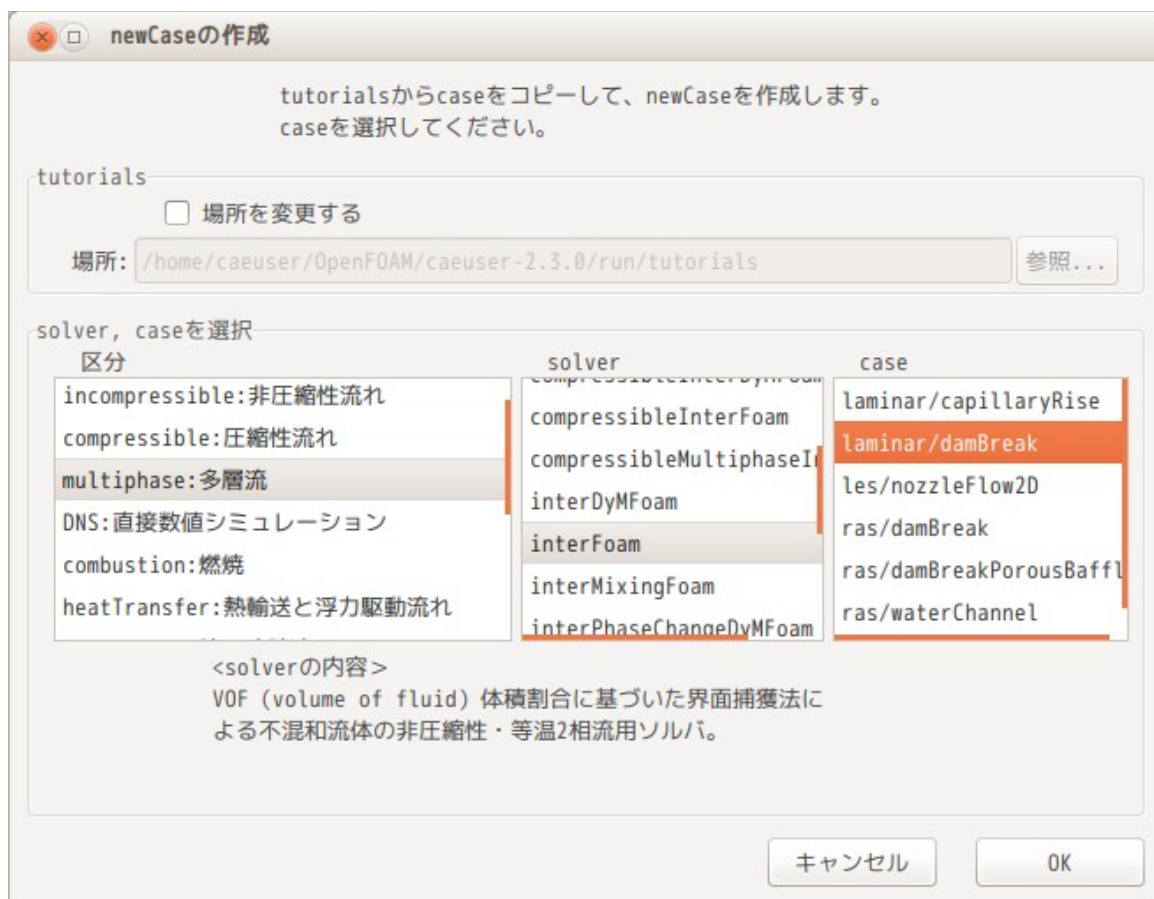 newCaseの作成
tutorialsからcaseをコピーして、newCaseを作成します。
caseを選択してください。
tutorials
場所を変更する
場所:
/home/caeuser/OpenFOAM/caeuser-2.3.0/run/tutorials
参照...
solver, caseを選択
区分
incompressible:非圧縮性流れ
compressible:圧縮性流れ
multiphase:多層流
DNS:直接数値シミュレーション
combustion:燃焼
heatTransfer:熱輸送と浮力駆動流れ
solver
compressibleInterFoam
compressibleMultiphaseI
interDyMFoam
interFoam
interMixingFoam
interPhaseChangeDyMFoam
case
laminar/capillaryRise
laminar/damBreak
les/nozzleFlow2D
ras/damBreak
ras/damBreakPorousBaffl
ras/waterChannel
<solverの内容>
VOF (volume of fluid) 体積割合に基づいた界面捕獲法に
よる不混和流体の非圧縮性・等温2相流用ソルバ。
キャンセル
OK